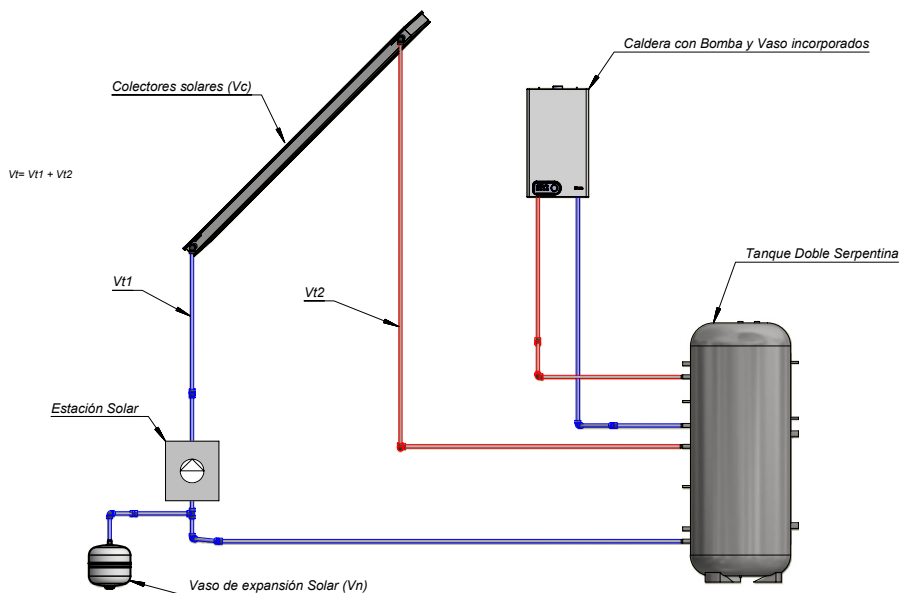 Caldera con Bomba y Vaso incorporados
Colectores solares (Vc)
Vt= Vt1 + Vt2
Tanque Doble Serpentina
Vt1
Vt2
Estación Solar
Vaso de expansión Solar (Vn)